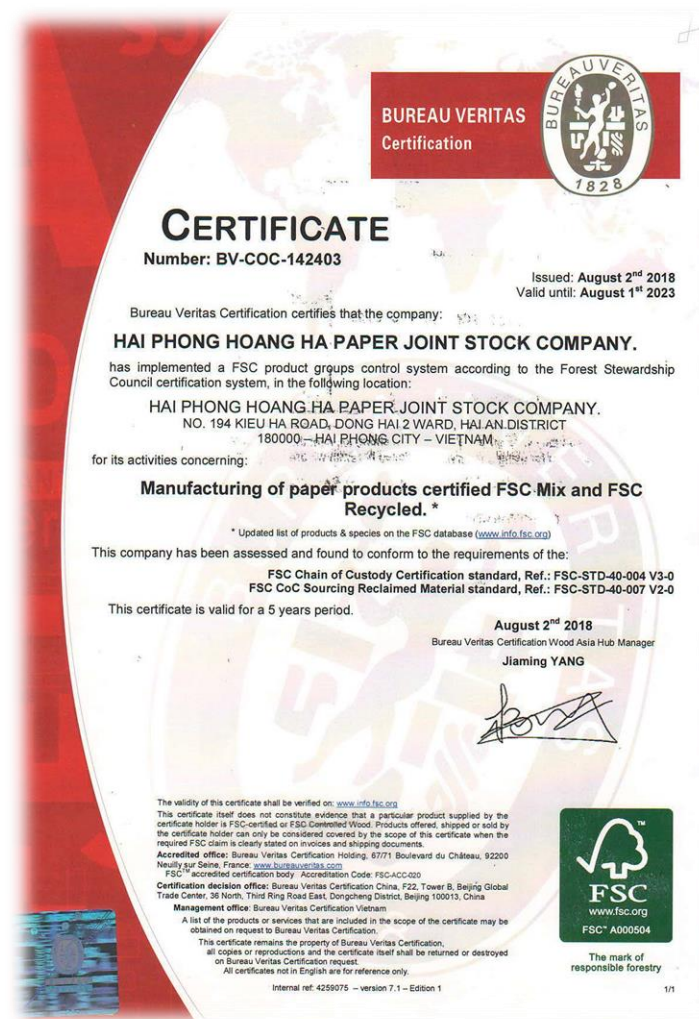 BUREAU VERITAS
Certification
BUREAU VERITAS
1828
CERTIFICATE
Number: BV-COC-142403
Issued: August 2nd 2018
Valid until: August 1st 2023
Bureau Veritas Certification certifies that the company:
HAI PHONG HOANG HA PAPER JOINT STOCK COMPANY.
has implemented a FSC product groups control system according to the Forest Stewardship
Council certification system, in the following location:
HAI PHONG HOANG HA PAPER JOINT STOCK COMPANY.
NO. 194 KIEU HA ROAD, DONG HAI 2 WARD, HAI AN DISTRICT
180000 – HAI PHONG CITY – VIETNAM
for its activities concerning:
Manufacturing of paper products certified FSC Mix and FSC
Recycled. *
* Updated list of products & species on the FSC database (www.info.fsc.org)
This company has been assessed and found to conform to the requirements of the:
FSC Chain of Custody Certification standard, Ref.: FSC-STD-40-004 V3-0
FSC CoC Sourcing Reclaimed Material standard, Ref.: FSC-STD-40-007 V2-0
This certificate is valid for a 5 years period.
August 2nd 2018
Bureau Veritas Certification Wood Asia Hub Manager
Jiaming YANG
The validity of this certificate shall be verified on: www.info.fsc.org
This certificate itself does not constitute evidence that a particular product supplied by the
certificate holder is FSC-certified or FSC Controlled Wood. Products offered, shipped or sold by
the certificate holder can only be considered covered by the scope of this certificate when the
required FSC claim is clearly stated on invoices and shipping documents.
Accredited office: Bureau Veritas Certification Holding, 67/71 Boulevard du Château, 92200
Neuilly sur Seine, France: www.bureauveritas.com
FSC™ accredited certification body Accreditation Code: FSC-ACC-020
Certification decision office: Bureau Veritas Certification China, F22, Tower B, Beijing Global
Trade Center, 36 North, Third Ring Road East, Dongcheng District, Beijing 100013, China
Management office: Bureau Veritas Certification Vietnam
A list of the products or services that are included in the scope of the certificate may be
obtained on request to Bureau Veritas Certification.
This certificate remains the property of Bureau Veritas Certification,
all copies or reproductions and the certificate itself shall be returned or destroyed
on Bureau Veritas Certification request.
All certificates not in English are for reference only.
Internal ref: 4259075 – version 7.1 – Edition 1
FSC
www.fsc.org
FSC™ A000504
The mark of
responsible forestry
1/1